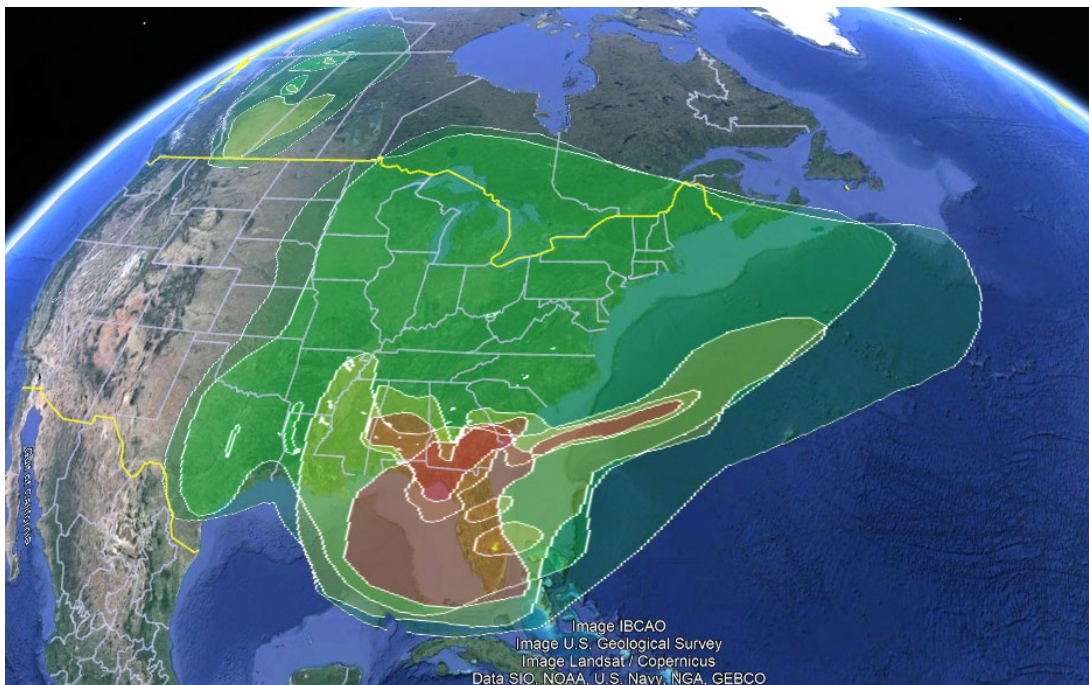 Image IBCAO
Image U.S. Geological Survey
Image Landsat / Copernicus
Data SIO, NOAA, U.S. Navy, NGA, GEBCO